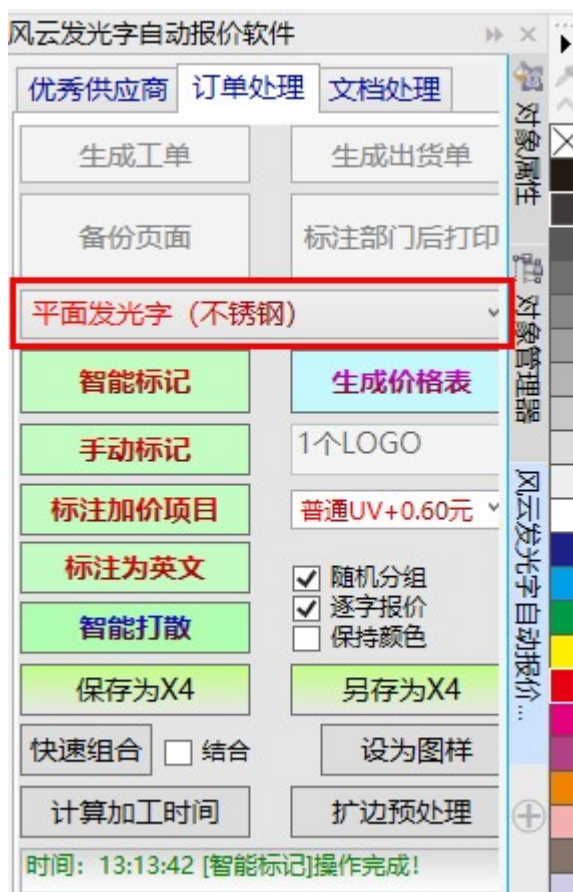 风云发光字自动报价软件
优秀供应商 订单处理 文档处理
生成工单 生成出货单
备份页面 标注部门后打印
平面发光字（不锈钢）
智能标记 生成价格表
手动标记 1个LOGO
标注加价项目 普通UV+0.60元
标注为英文 随机分组
逐字报价
智能打散 保持颜色
保存为X4 另存为X4
快速组合 结合 设为图样
计算加工时间 扩边预处理
时间：13:13:42 [智能标记]操作完成！
对象属性
对象管理器
风云发光字自动报价...